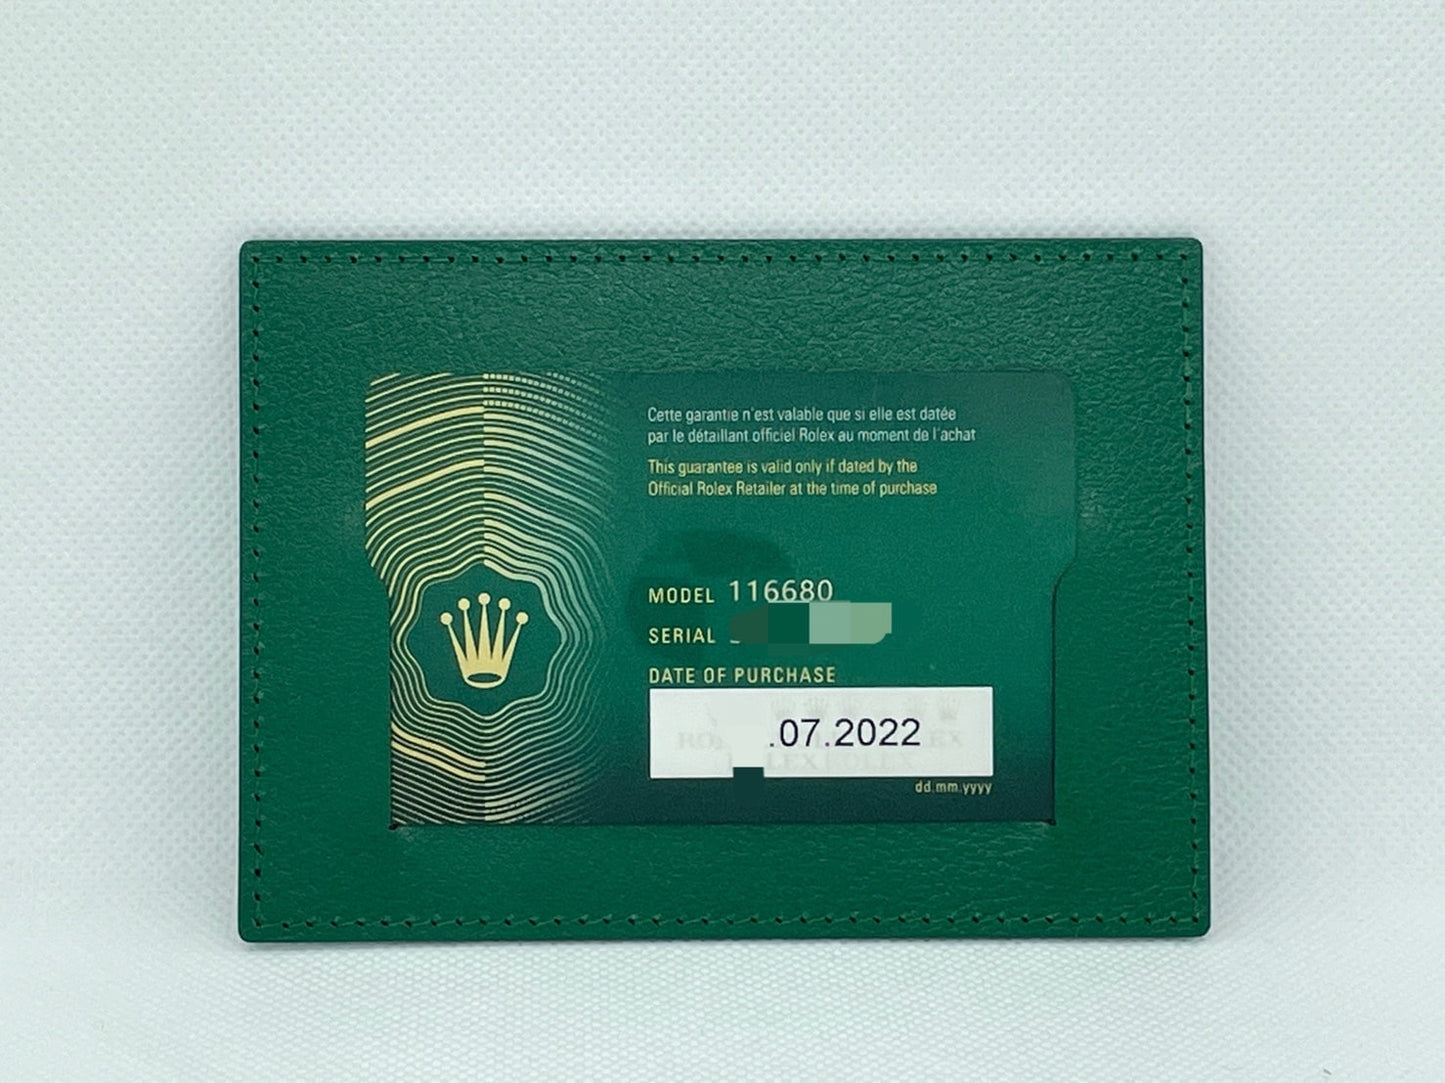 Cette garantie n'est valable que si elle est datée
par le détaillant officiel Rolex au moment de l'achat
This guarantee is valid only if dated by the
Official Rolex Retailer at the time of purchase
MODEL 116680
SERIAL
DATE OF PURCHASE
.07.2022
dd.mm.yyyy